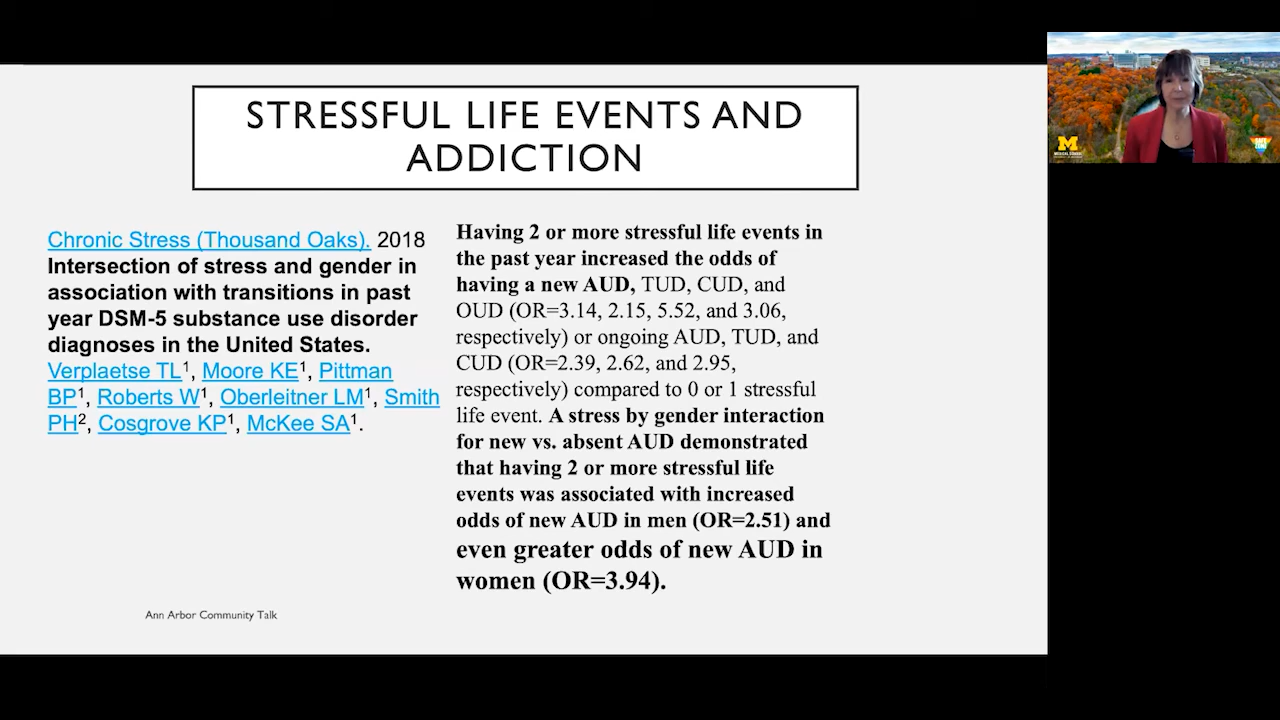 STRESSFUL LIFE EVENTS AND
ADDICTION
Chronic Stress (Thousand Oaks). 2018
Intersection of stress and gender in
association with transitions in past
year DSM-5 substance use disorder
diagnoses in the United States.
Verplaetse TL1, Moore KE1, Pittman
BP1, Roberts W1, Oberleitner LM1, Smith
PH2, Cosgrove KP1, McKee SA1.
Having 2 or more stressful life events in
the past year increased the odds of
having a new AUD, TUD, CUD, and
OUD (OR=3.14, 2.15, 5.52, and 3.06,
respectively) or ongoing AUD, TUD, and
CUD (OR=2.39, 2.62, and 2.95,
respectively) compared to 0 or 1 stressful
life event. A stress by gender interaction
for new vs. absent AUD demonstrated
that having 2 or more stressful life
events was associated with increased
odds of new AUD in men (OR=2.51) and
even greater odds of new AUD in
women (OR=3.94).
Ann Arbor Community Talk
M